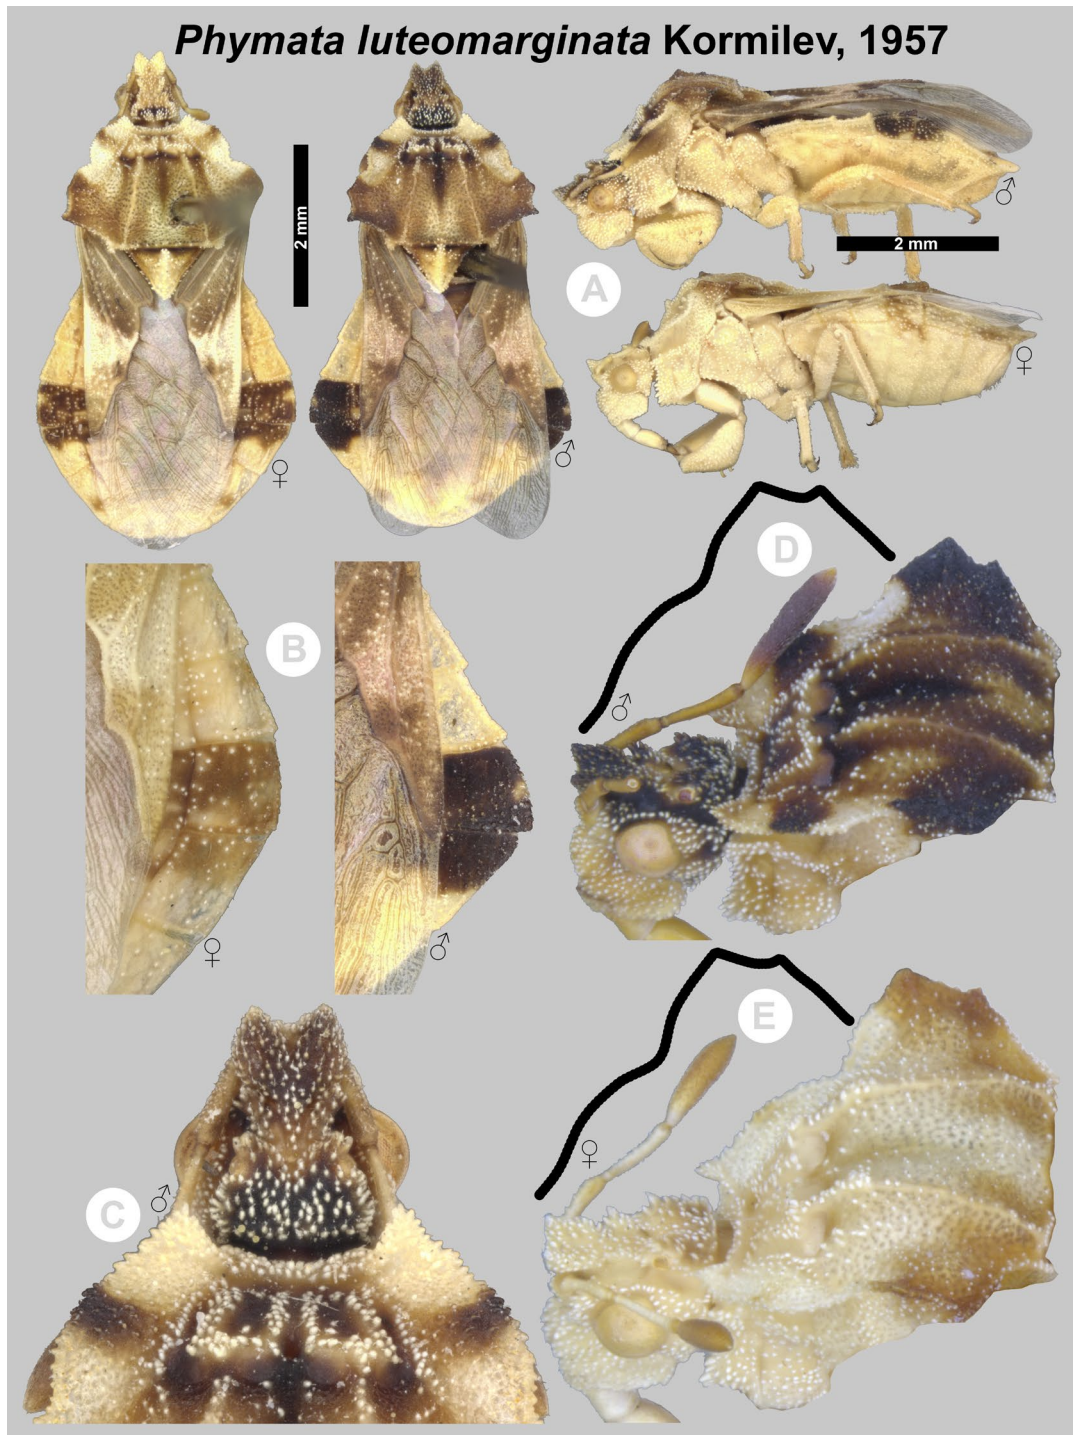 Phymata luteomarginata Kormilev, 1957
♂
2 mm
2 mm
A
♀
♂
♀
D
B
♂
♀
♂
E
♀
♂
C